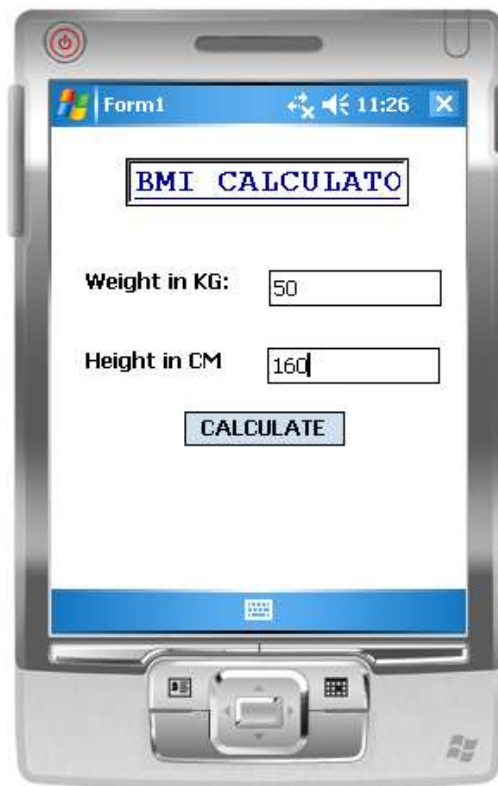 Form1 11:26
BMI CALCULATO
Weight in KG: 50
Height in CM 160
CALCULATE